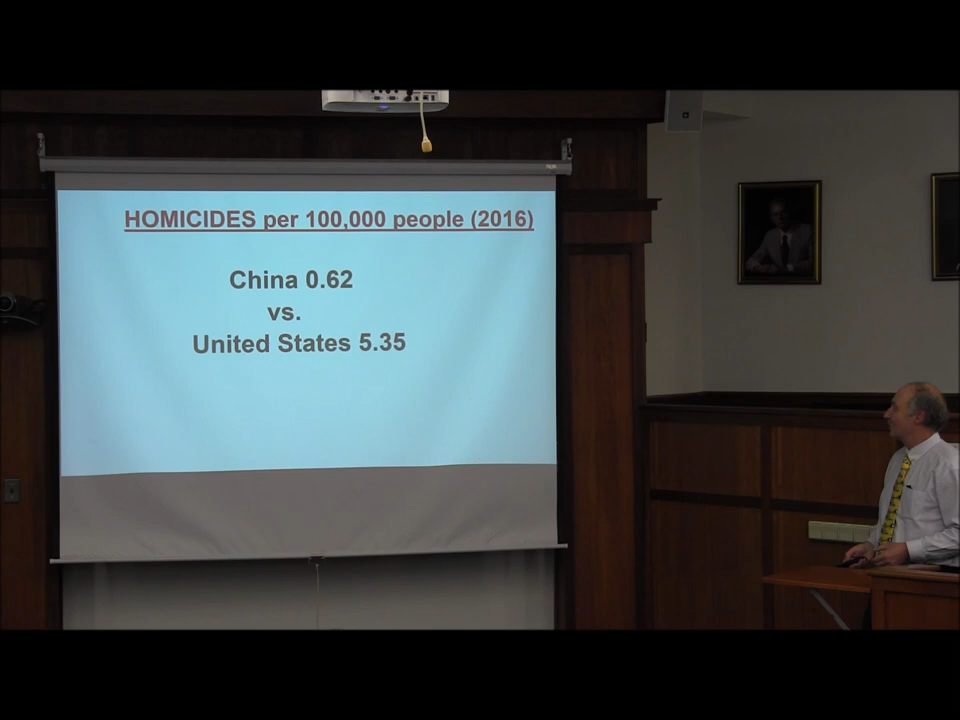 HOMICIDES per 100,000 people (2016)
China 0.62
vs.
United States 5.35